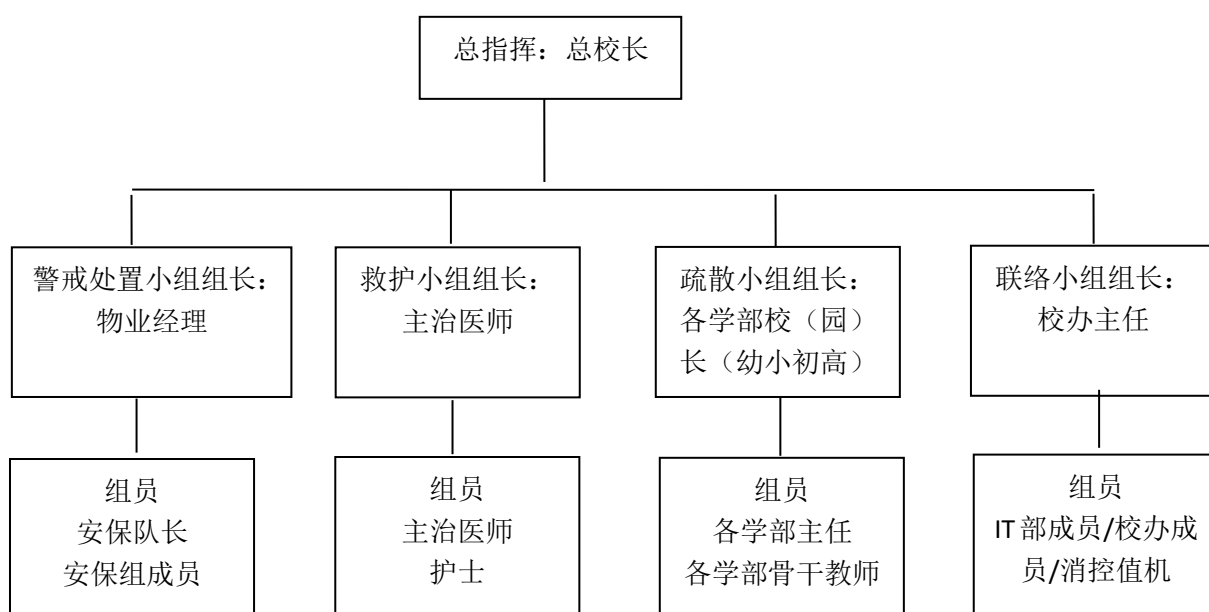 总指挥：总校长
警戒处置小组组长：
物业经理
救护小组组长：
主治医师
疏散小组组长：
各学部校（园）
长（幼小初高）
联络小组组长：
校办主任
组员
安保队长
安保组成员
组员
主治医师
护士
组员
各学部主任
各学部骨干教师
组员
IT部成员/校办成
员/消控值机